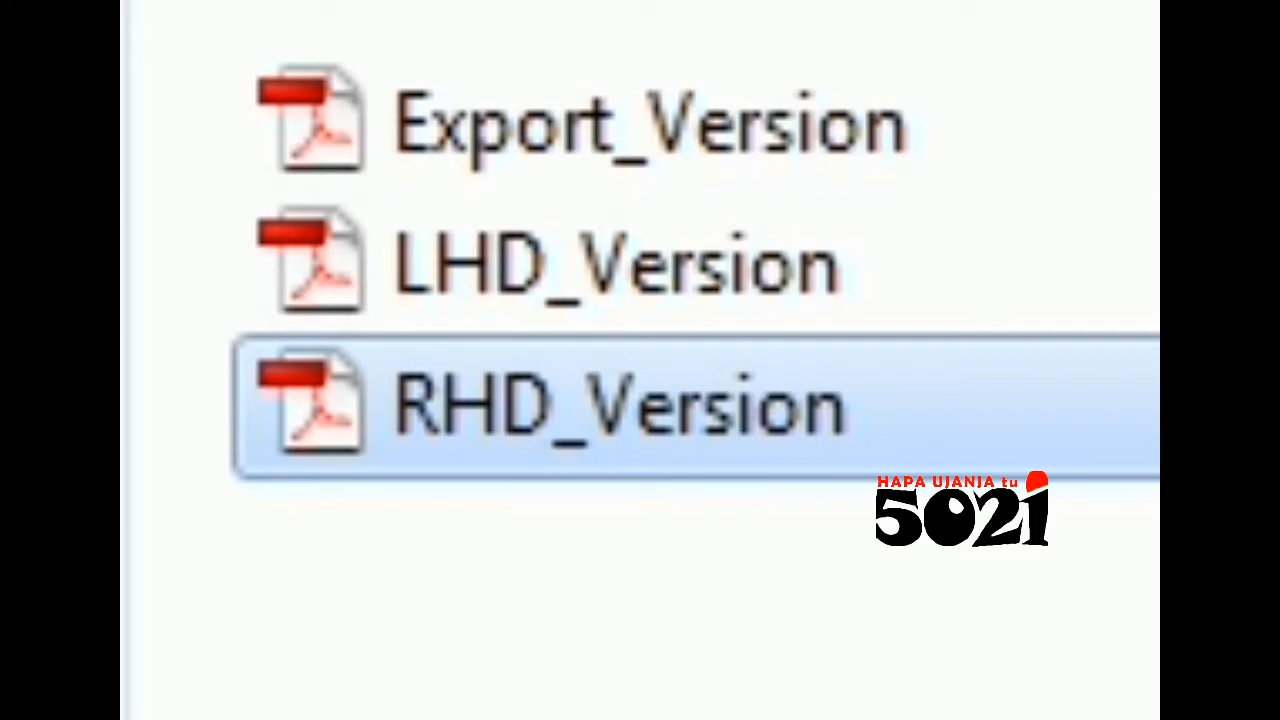 Export_Version
LHD_Version
RHD_Version
HAPA UJANJA tu
5021